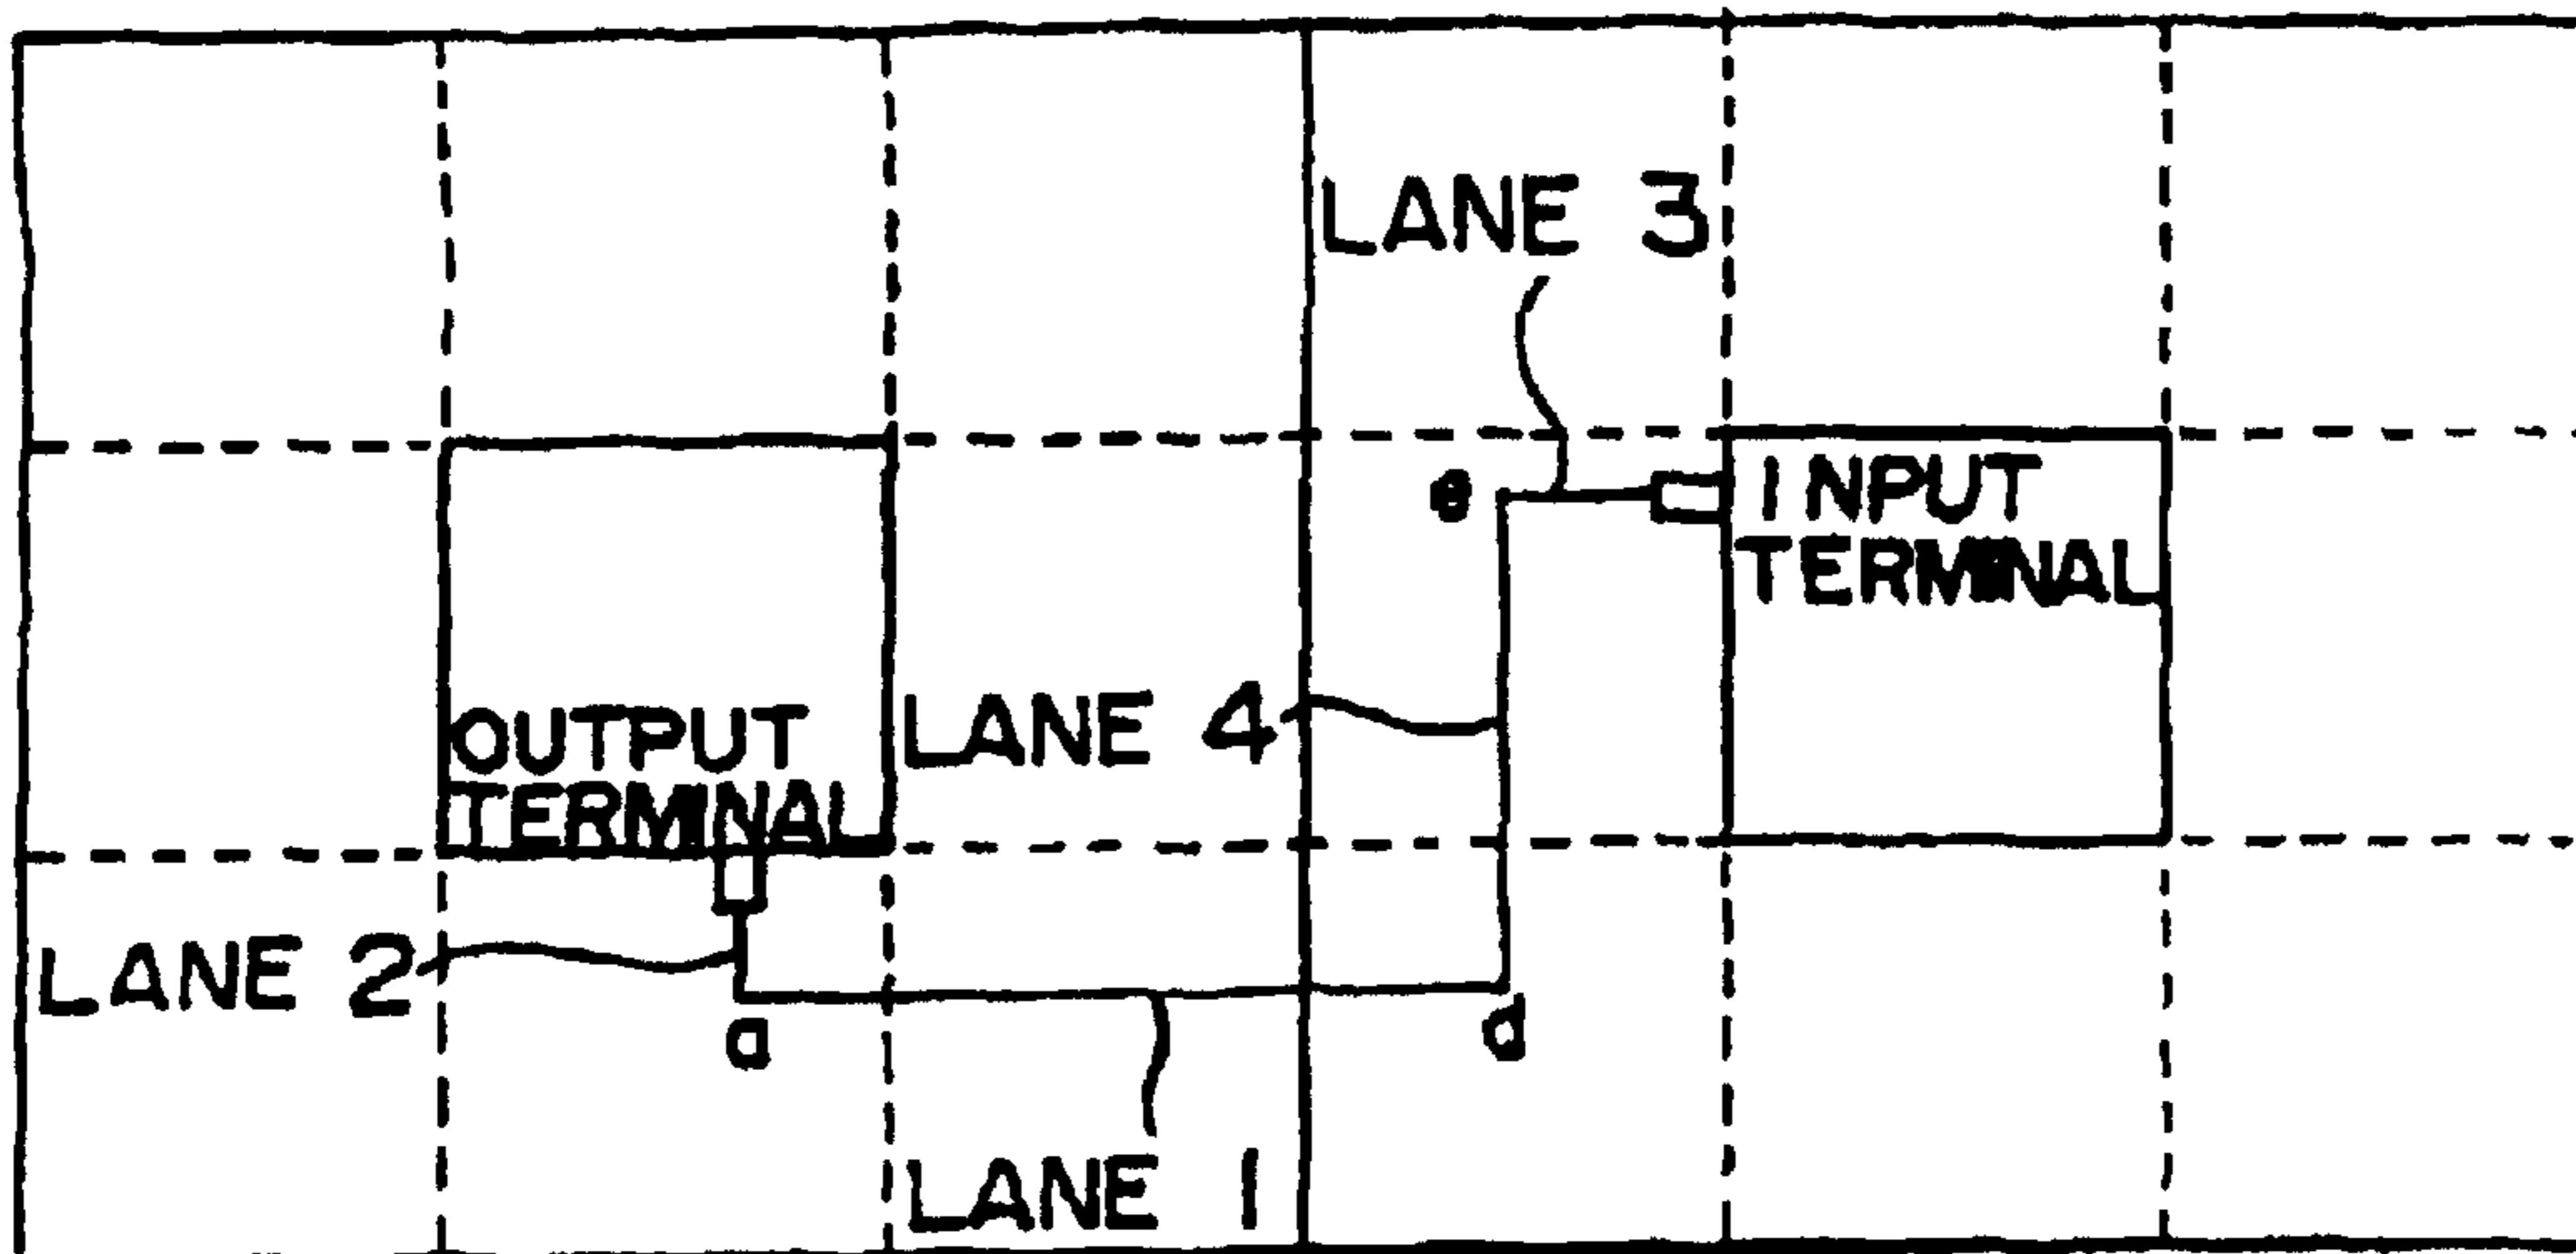 LANE 3
e
INPUT
TERMINAL
OUTPUT
TERMINAL
LANE 4
LANE 2
a
d
LANE 1